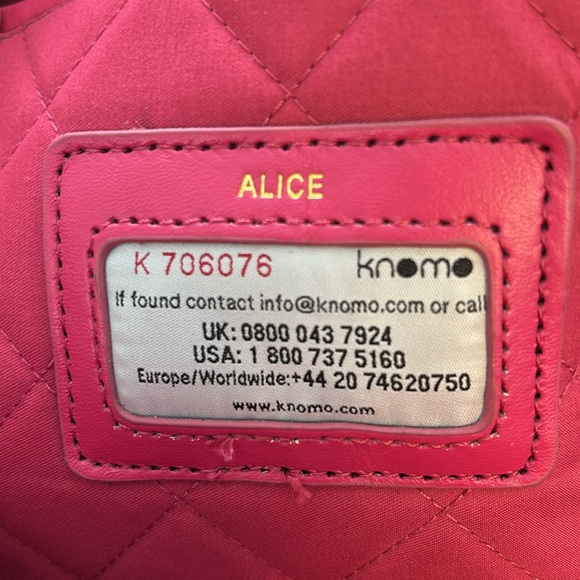 ALICE
K 706076 knomo
If found contact info@knomo.com or call
UK: 0800 043 7924
USA: 1 800 737 5160
Europe/Worldwide:+44 20 74620750
www.knomo.com